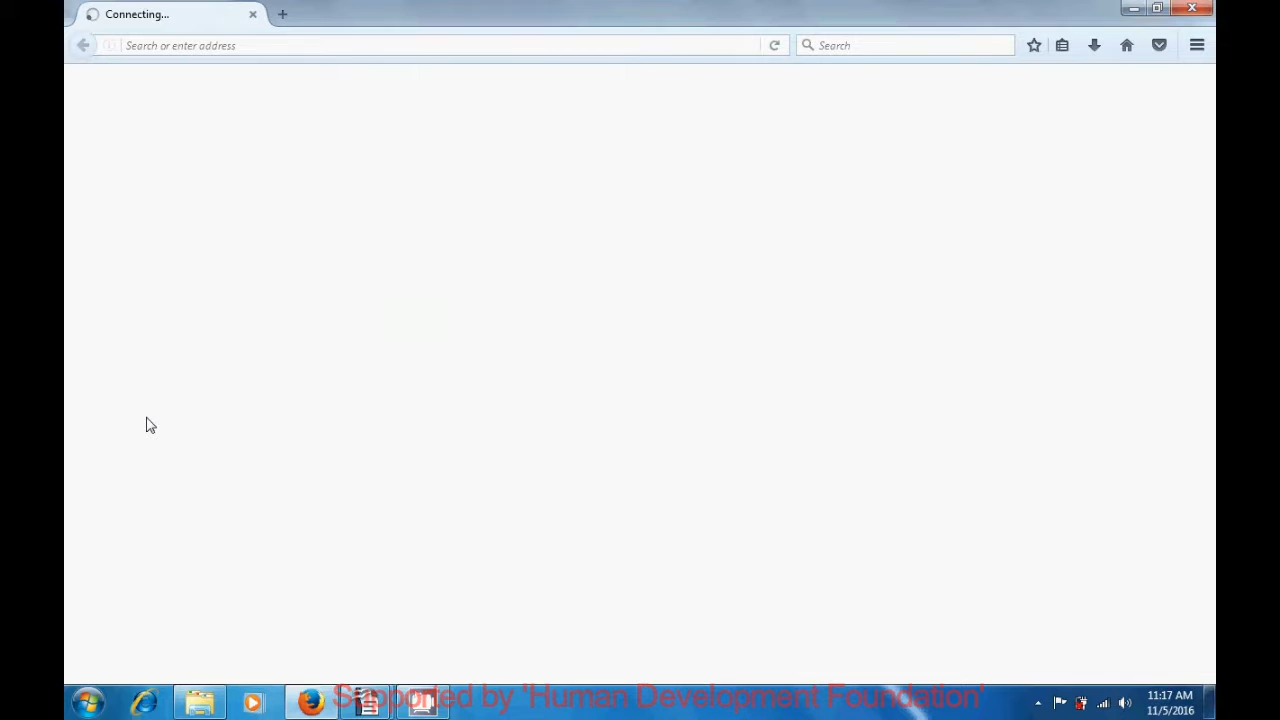 Connecting...
Search or enter address
Search
Supported by 'Human Development Foundation'
11:17 AM
11/5/2016